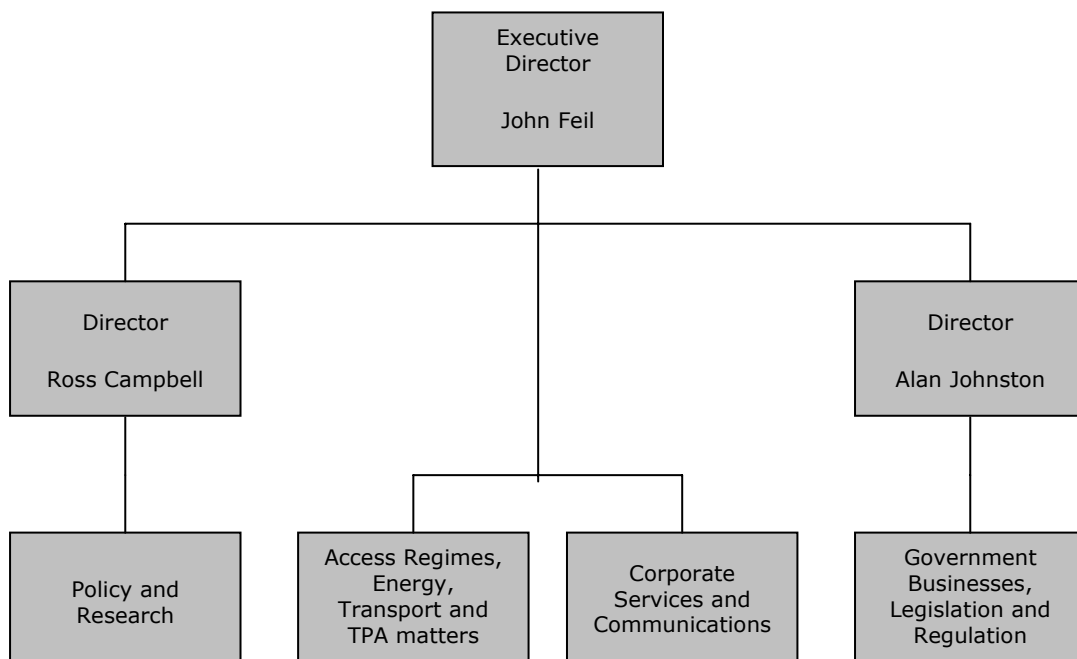 Executive
Director
John Feil
Director
Ross Campbell
Director
Alan Johnston
Policy and
Research
Access Regimes,
Energy,
Transport and
TPA matters
Corporate
Services and
Communications
Government
Businesses,
Legislation and
Regulation